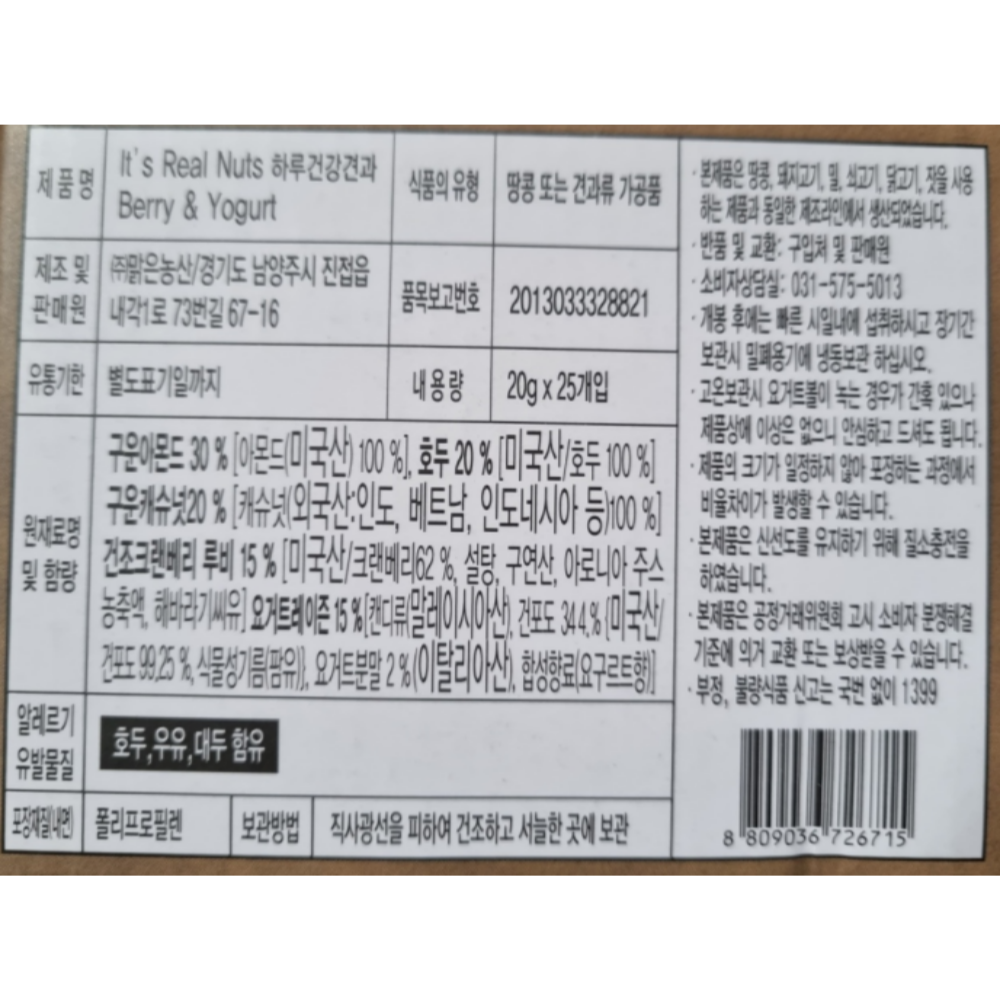 제품명
It's Real Nuts 하루건강견과
Berry & Yogurt
식품의 유형
땅콩 또는 견과류 가공품
제조 및
판매원
㈜맑은농산/경기도 남양주시 진접읍
내각1로 73번길 67-16
품목보고번호
2013033328821
유통기한
별도표기일까지
내용량
20g x 25개입
원재료명
및 함량
구운아몬드 30 % [아몬드(미국산) 100 %], 호두 20 % [미국산/호두 100 %]
구운캐슈넛20 % [캐슈넛(외국산:인도, 베트남, 인도네시아 등)100 %]
건조크랜베리 루비 15 % [미국산/크랜베리62 %, 설탕, 구연산, 아로니아 주스
농축액, 해바라기씨유] 요거트레이즌 15 % [캔디류(말레이시아산), 건포도 34.4.% {미국산/
건포도 99.25 %, 식물성기름(팜유)}, 요거트분말 2 % (이탈리아산), 합성향료(요구르트향)]
알레르기
유발물질
호두, 우유, 대두 함유
포장재질(내면)
폴리프로필렌
보관방법
직사광선을 피하여 건조하고 서늘한 곳에 보관
· 본제품은 땅콩, 돼지고기, 밀, 쇠고기, 닭고기, 잣을 사용
하는 제품과 동일한 제조라인에서 생산되었습니다.
· 반품 및 교환: 구입처 및 판매원
· 소비자상담실: 031-575-5013
· 개봉 후에는 빠른 시일내에 섭취하시고 장기간
보관시 밀폐용기에 냉동보관 하십시오.
· 고온보관시 요거트볼이 녹는 경우가 간혹 있으나
제품상에 이상은 없으니 안심하고 드셔도 됩니다.
· 제품의 크기가 일정하지 않아 포장하는 과정에서
비율차이가 발생할 수 있습니다.
· 본제품은 신선도를 유지하기 위해 질소충전을
하였습니다.
· 본제품은 공정거래위원회 고시 소비자 분쟁해결
기준에 의거 교환 또는 보상받을 수 있습니다.
· 부정, 불량식품 신고는 국번 없이 1399
8 809036 726715